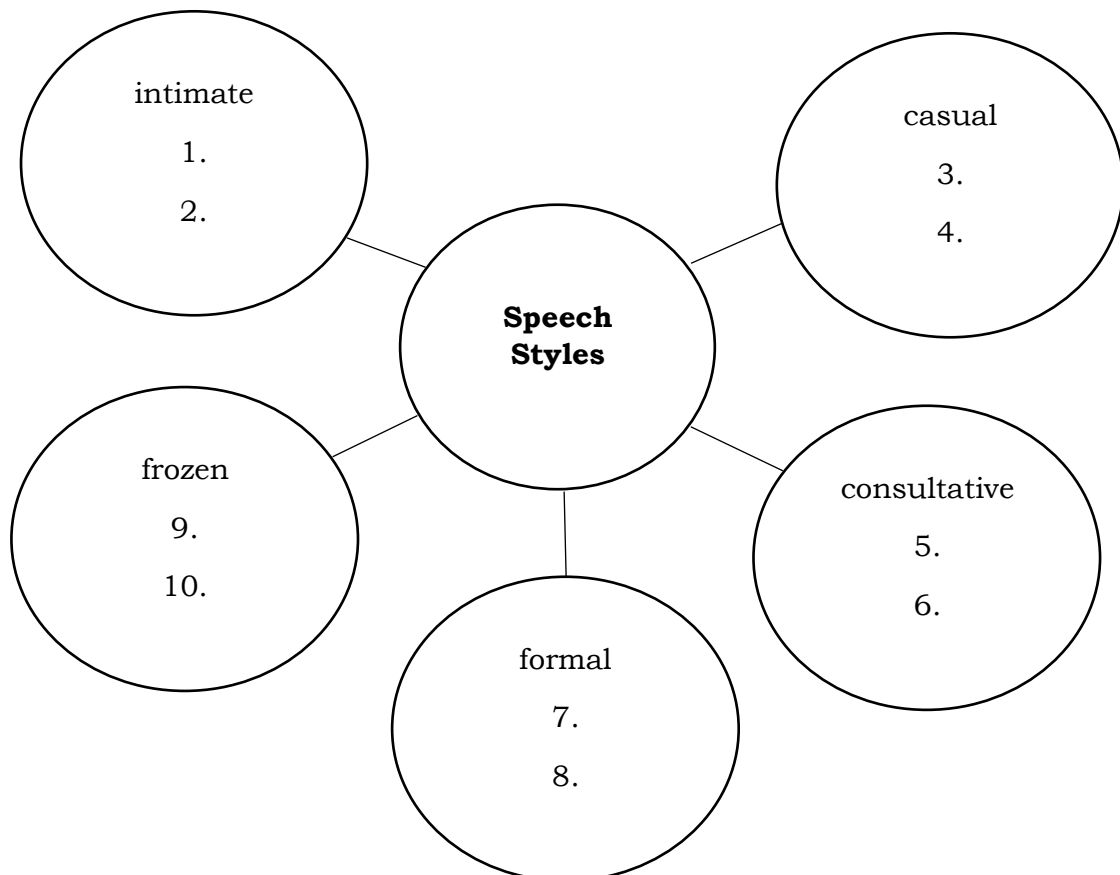 intimate
1.
2.
casual
3.
4.
Speech
Styles
frozen
9.
10.
consultative
5.
6.
formal
7.
8.